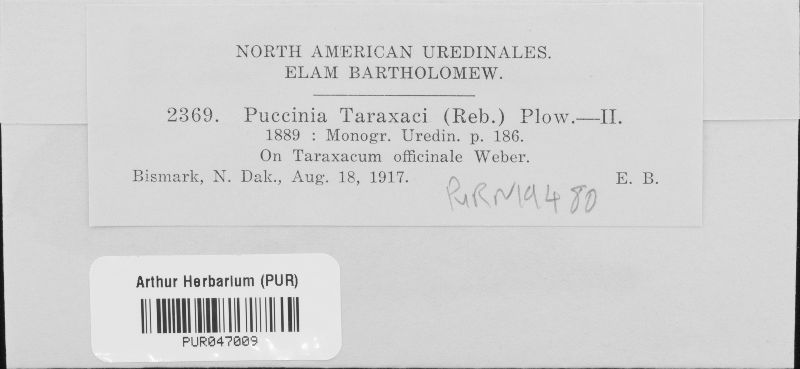 NORTH AMERICAN UREDINALES.
ELAM BARTHOLOMEW.
2369. Puccinia Taraxaci (Reb.) Plow.—II.
1889 : Monogr. Uredin. p. 186.
On Taraxacum officinale Weber.
Bismark, N. Dak., Aug. 18, 1917. E. B.
PURN19480
Arthur Herbarium (PUR)
PUR047009